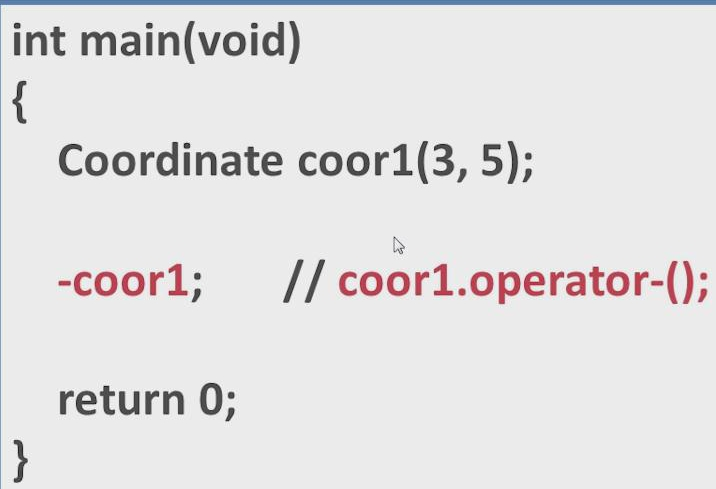 int main(void)
{
Coordinate coor1(3, 5);
-coor1; // coor1.operator-();
return 0;
}